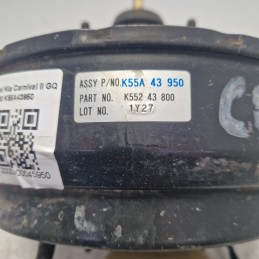 ASSY P/NO. K55A 43 950
PART NO. K552 43 800
LOT NO. 1Y27
Kia Carnival II GQ